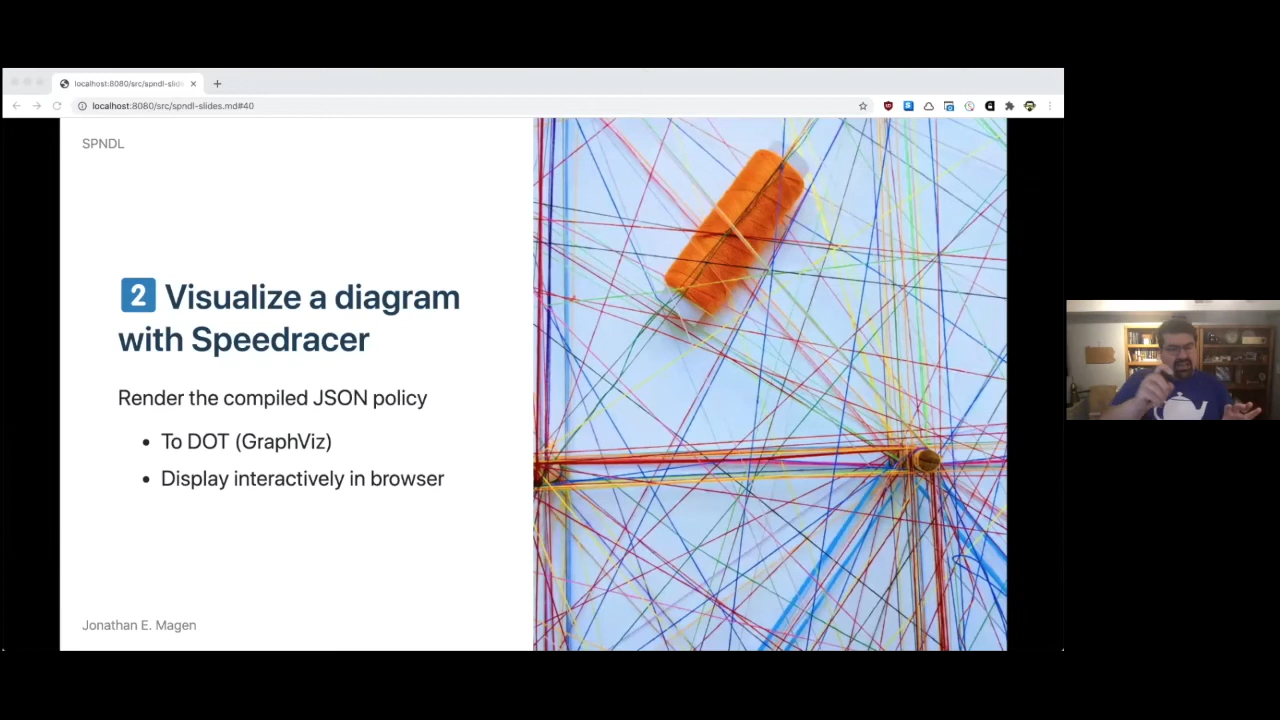 localhost:8080/src/spndl-slid
localhost:8080/src/spndl-slides.md#40
SPNDL
2 Visualize a diagram
with Speedracer
Render the compiled JSON policy
• To DOT (GraphViz)
• Display interactively in browser
Jonathan E. Magen